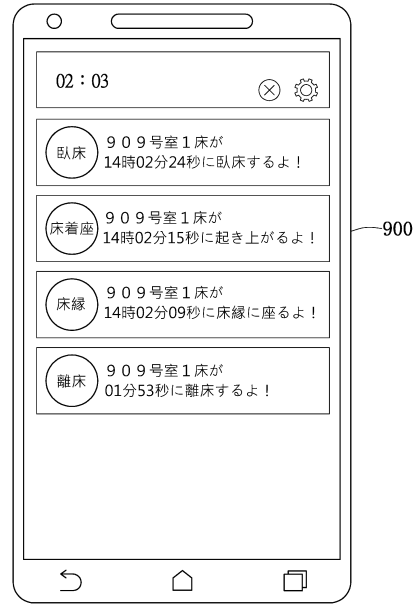 02：03
臥床
９０９号室１床が
14時02分24秒に臥床するよ！
床着座
９０９号室１床が
14時02分15秒に起き上がるよ！
900
床縁
９０９号室１床が
14時02分09秒に床縁に座るよ！
離床
９０９号室１床が
01分53秒に離床するよ！